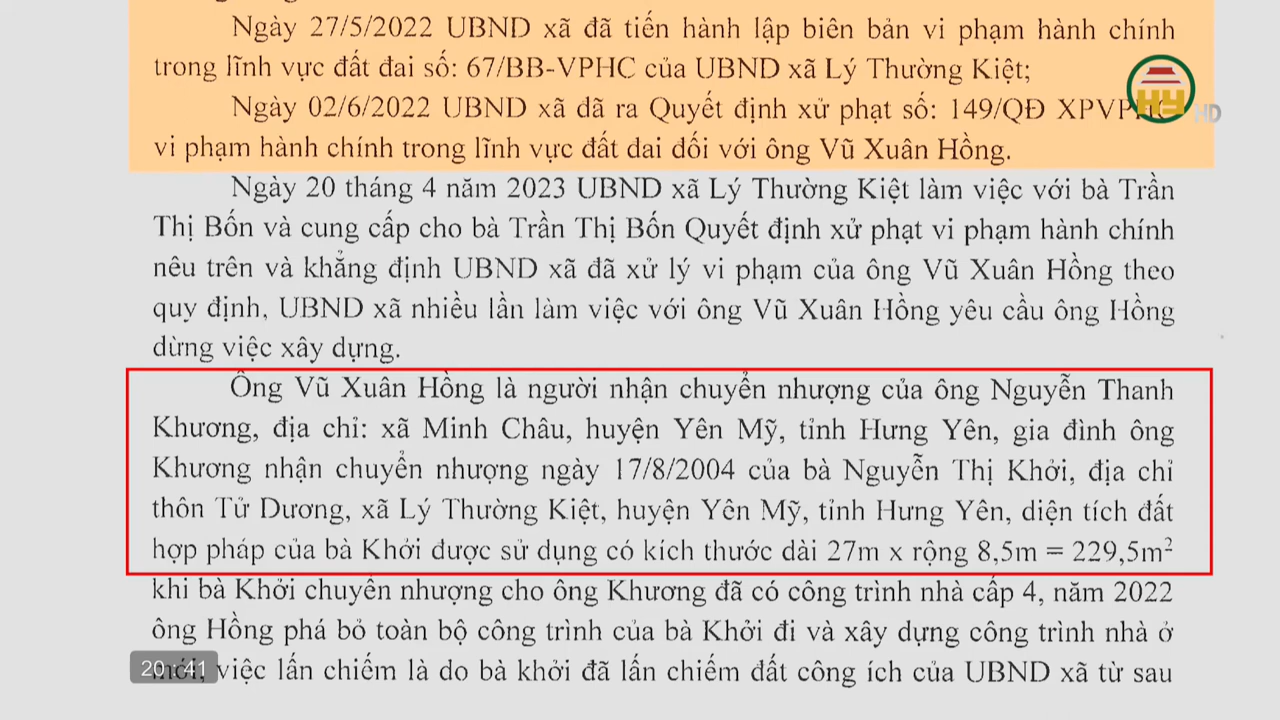 Ngày 27/5/2022 UBND xã đã tiến hành lập biên bản vi phạm hành chính
trong lĩnh vực đất đai số: 67/BB-VPHC của UBND xã Lý Thường Kiệt;
Ngày 02/6/2022 UBND xã đã ra Quyết định xử phạt số: 149/QĐ XPVPHC
vi phạm hành chính trong lĩnh vực đất đai đối với ông Vũ Xuân Hồng.
HY HD
Ngày 20 tháng 4 năm 2023 UBND xã Lý Thường Kiệt làm việc với bà Trần
Thị Bốn và cung cấp cho bà Trần Thị Bốn Quyết định xử phạt vi phạm hành chính
nêu trên và khẳng định UBND xã đã xử lý vi phạm của ông Vũ Xuân Hồng theo
quy định, UBND xã nhiều lần làm việc với ông Vũ Xuân Hồng yêu cầu ông Hồng
dừng việc xây dựng.
Ông Vũ Xuân Hồng là người nhận chuyển nhượng của ông Nguyễn Thanh
Khương, địa chỉ: xã Minh Châu, huyện Yên Mỹ, tỉnh Hưng Yên, gia đình ông
Khương nhận chuyển nhượng ngày 17/8/2004 của bà Nguyễn Thị Khởi, địa chỉ
thôn Tử Dương, xã Lý Thường Kiệt, huyện Yên Mỹ, tỉnh Hưng Yên, diện tích đất
hợp pháp của bà Khởi được sử dụng có kích thước dài 27m x rộng 8,5m = 229,5m²
khi bà Khởi chuyển nhượng cho ông Khương đã có công trình nhà cấp 4, năm 2022
ông Hồng phá bỏ toàn bộ công trình của bà Khởi đi và xây dựng công trình nhà ở
việc lấn chiếm là do bà khởi đã lấn chiếm đất công ích của UBND xã từ sau
20:41